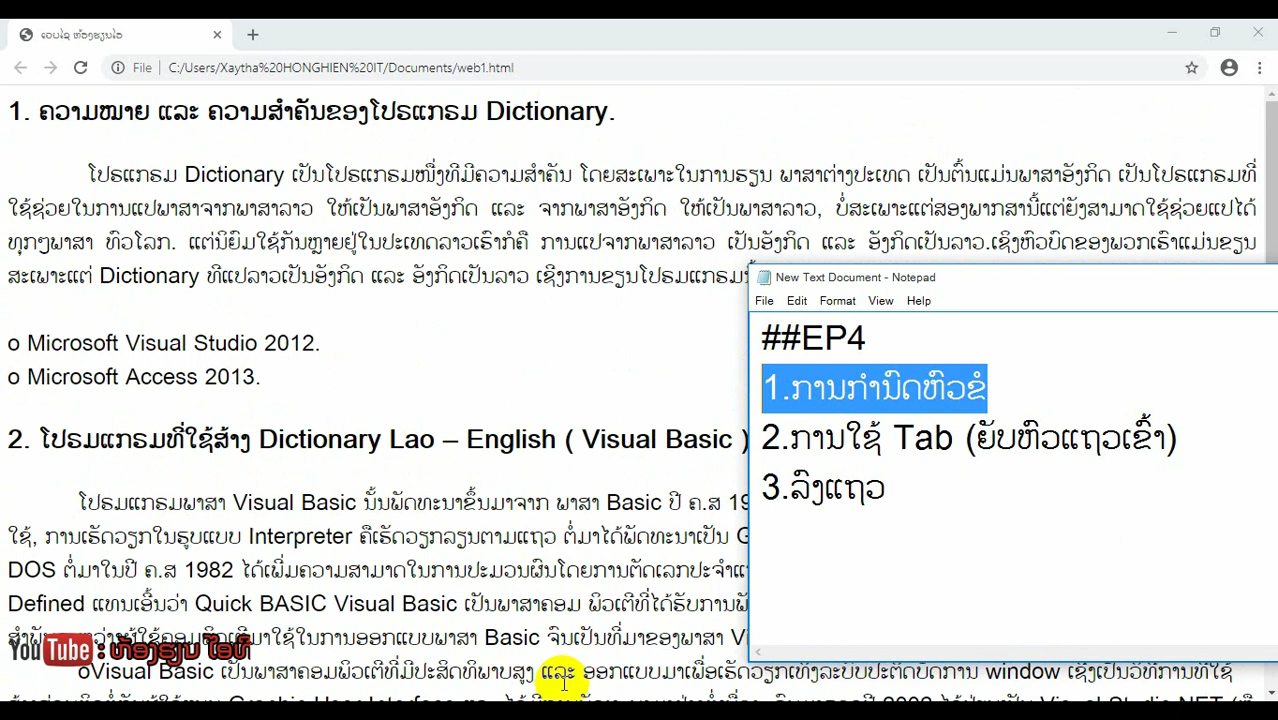 ເວບໄຊ ຫ້ອງຮຽນໄອ
File C:/Users/Xaytha%20HONGHIEN%20IT/Documents/web1.html
1. ຄວາມໝາຍ ແລະ ຄວາມສຳຄັນຂອງໂປຣແກຣມ Dictionary.
ໂປຣແກຣມ Dictionary ເປັນໂປຣແກຣມໜຶ່ງທີ່ມີຄວາມສຳຄັນ ໂດຍສະເພາະໃນການຮຽນ ພາສາຕ່າງປະເທດ ເປັນຕົ້ນແມ່ນພາສາອັງກິດ ເປັນໂປຣແກຣມທີ່
ໃຊ້ຊ່ວຍໃນການແປພາສາຈາກພາສາລາວ ໃຫ້ເປັນພາສາອັງກິດ ແລະ ຈາກພາສາອັງກິດ ໃຫ້ເປັນພາສາລາວ, ບໍ່ສະເພາະແຕ່ສອງພາກສານີ້ແຕ່ຍັງສາມາດໃຊ້ຊ່ວຍແປໄດ້
ທຸກໆພາສາ ທົ່ວໂລກ. ແຕ່ນິຍົມໃຊ້ກັນຫຼາຍຢູ່ໃນປະເທດລາວເຮົາກໍຄື ການແປຈາກພາສາລາວ ເປັນອັງກິດ ແລະ ອັງກິດເປັນລາວ.ເຊິ່ງຫົວບົດຂອງພວກເຮົາແມ່ນຂຽນ
ສະເພາະແຕ່ Dictionary ທີ່ແປລາວເປັນອັງກິດ ແລະ ອັງກິດເປັນລາວ ເຊິ່ງການຂຽນໂປຣມແກຣມນີ້
o Microsoft Visual Studio 2012.
o Microsoft Access 2013.
2. ໂປຣມແກຣມທີ່ໃຊ້ສ້າງ Dictionary Lao – English ( Visual Basic )
ໂປຣມແກຣມພາສາ Visual Basic ນັ້ນພັດທະນາຂຶ້ນມາຈາກ ພາສາ Basic ປີ ຄ.ສ
ໃຊ້, ການເຮັດວຽກໃນຮູບແບບ Interpreter ຄືເຮັດວຽກລຽນຕາມແຖວ ຕໍ່ມາໄດ້ພັດທະນາເປັນ
DOS ຕໍ່ມາໃນປີ ຄ.ສ 1982 ໄດ້ເພີ່ມຄວາມສາມາດໃນການປະມວນຜົນໂດຍການຕັດເລກປະຈຳແ
Defined ແທນເອີ້ນວ່າ Quick BASIC Visual Basic ເປັນພາສາຄອມ ພິວເຕີທີ່ໄດ້ຮັບການພັ
ມາໃຊ້ໃນການອອກແບບພາສາ Basic ຈົນເປັນທີ່ມາຂອງພາສາ
oVisual Basic ເປັນພາສາຄອມພິວເຕີທີ່ມີປະສິດທິພາບສູງ ແລະ ອອກແບບມາເພື່ອເຮັດວຽກເທິງລະບົບປະຕິບັດການ window ເຊິ່ງເປັນວິທີການທີ່ໃຊ້
New Text Document - Notepad
File Edit Format View Help
##EP4
1.ການກຳນົດຫົວຂໍ
2.ການໃຊ້ Tab (ຍັບຫົວແຖວເຂົ້າ)
3.ລົງແຖວ
YouTube : ຫ້ອງຮຽນ ໄອທີ